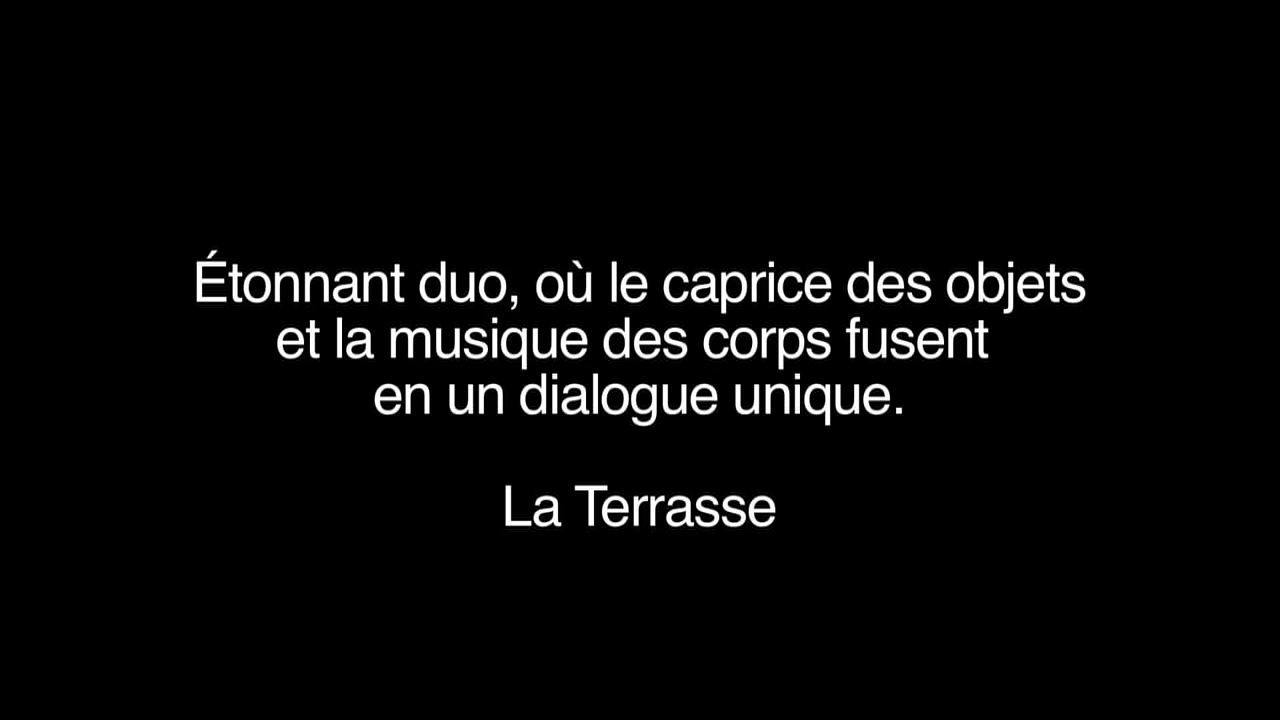 Étonnant duo, où le caprice des objets
et la musique des corps fusent
en un dialogue unique.
La Terrasse